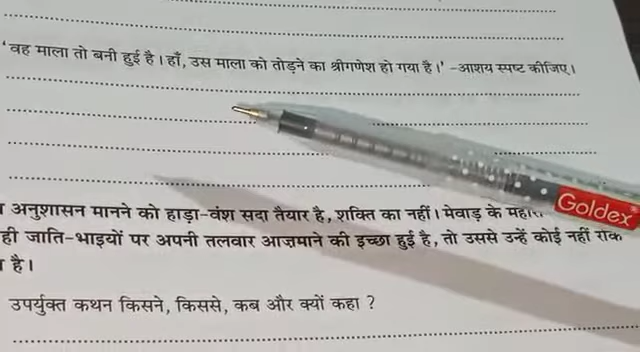 'वह माला तो बनी हुई है। हाँ, उस माला को तोड़ने का श्रीगणेश हो गया है।' -आशय स्पष्ट कीजिए।
Goldex
अनुशासन मानने को हाड़ा-वंश सदा तैयार है, शक्ति का नहीं। मेवाड़ के
ही जाति-भाइयों पर अपनी तलवार आज़माने की इच्छा हुई है, तो उससे उन्हें कोई नहीं रोक
है।
उपर्युक्त कथन किसने, किससे, कब और क्यों कहा ?